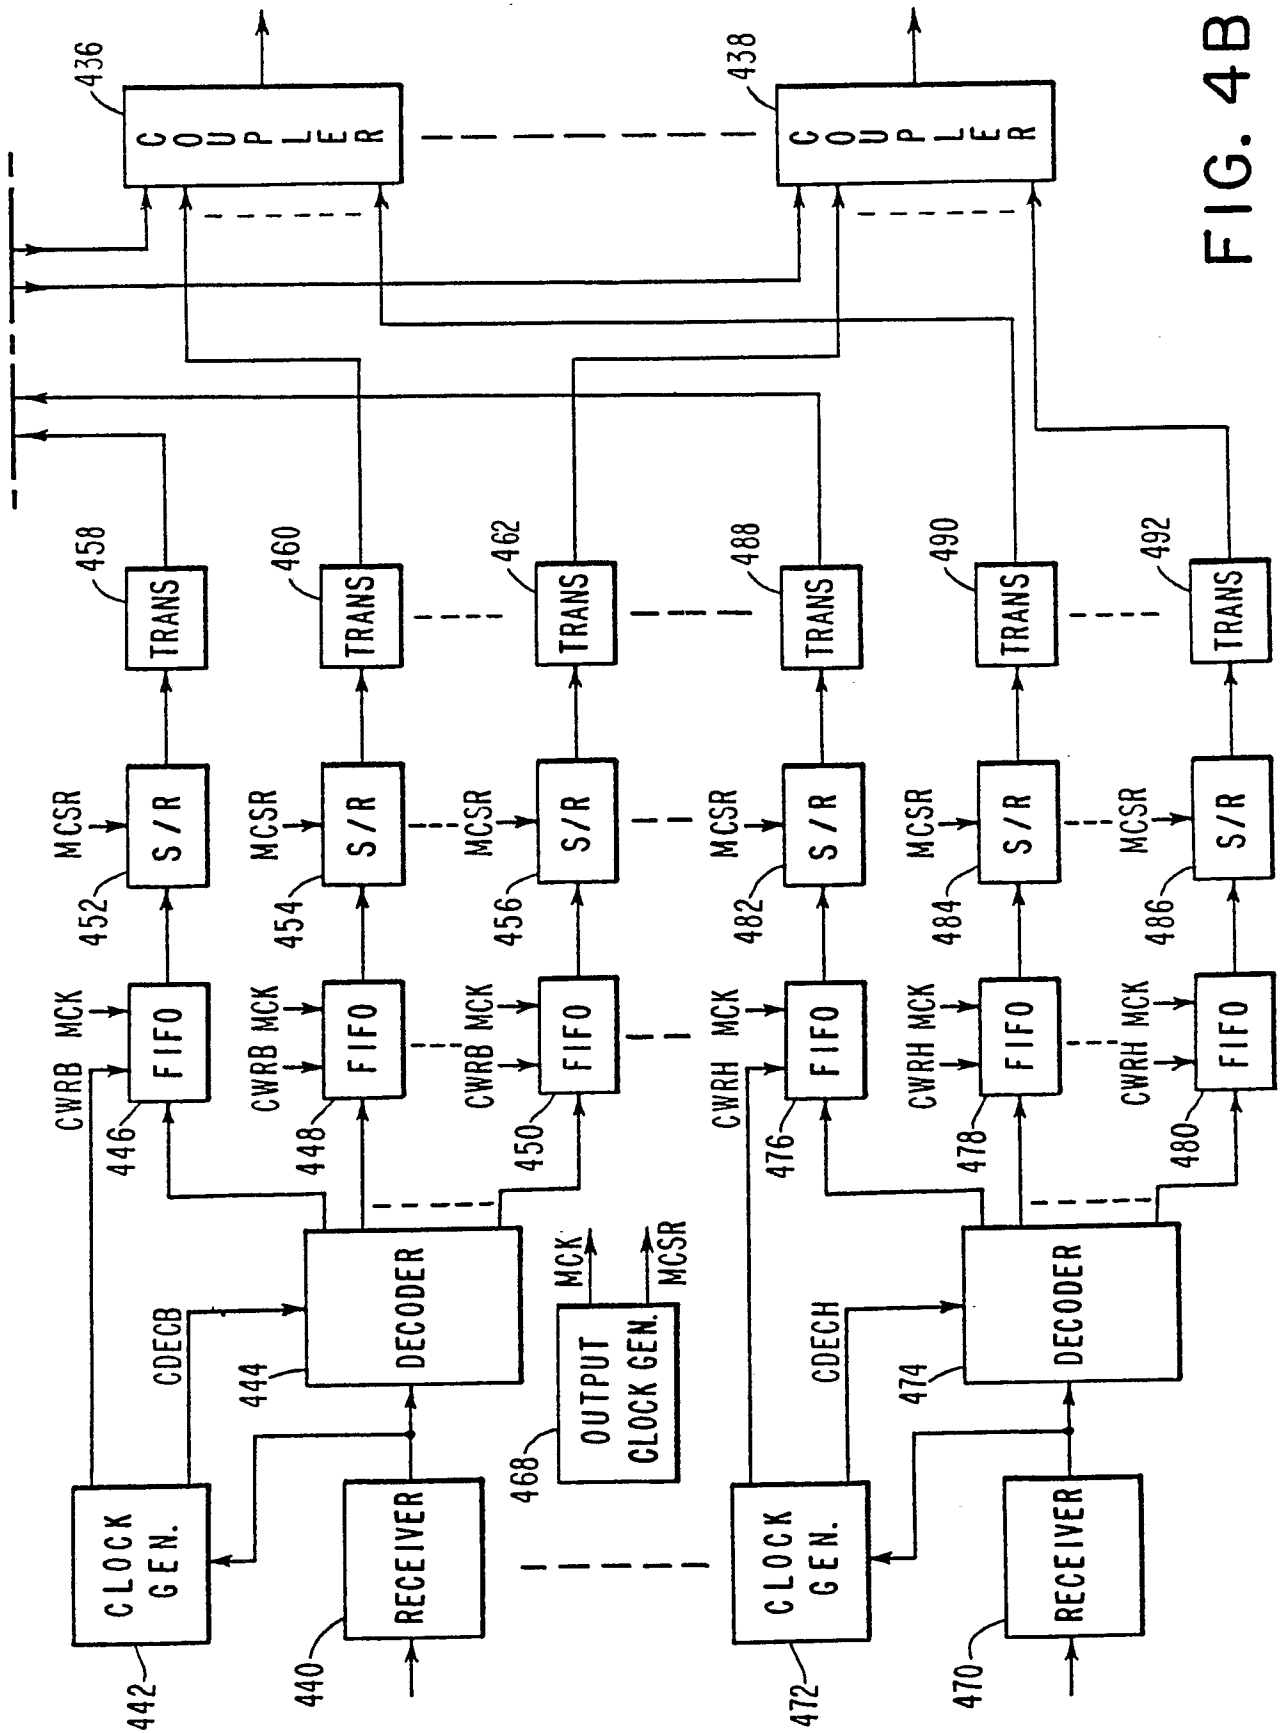 442
CLOCK
GEN.
CWRB
MCK
MCSR
446
FIFO
452
S/R
458
TRANS
436
COUPLER
CDECB
440
RECEIVER
444
DECODER
CWRB
MCK
MCSR
448
FIFO
454
S/R
460
TRANS
CWRB
MCK
MCSR
450
FIFO
456
S/R
462
TRANS
468
OUTPUT
CLOCK GEN.
MCK
MCSR
472
CLOCK
GEN.
CWRH
MCK
MCSR
476
FIFO
482
S/R
488
TRANS
438
COUPLER
CDECH
470
RECEIVER
474
DECODER
CWRH
MCK
MCSR
478
FIFO
484
S/R
490
TRANS
CWRH
MCK
MCSR
480
FIFO
486
S/R
492
TRANS
FIG. 4B